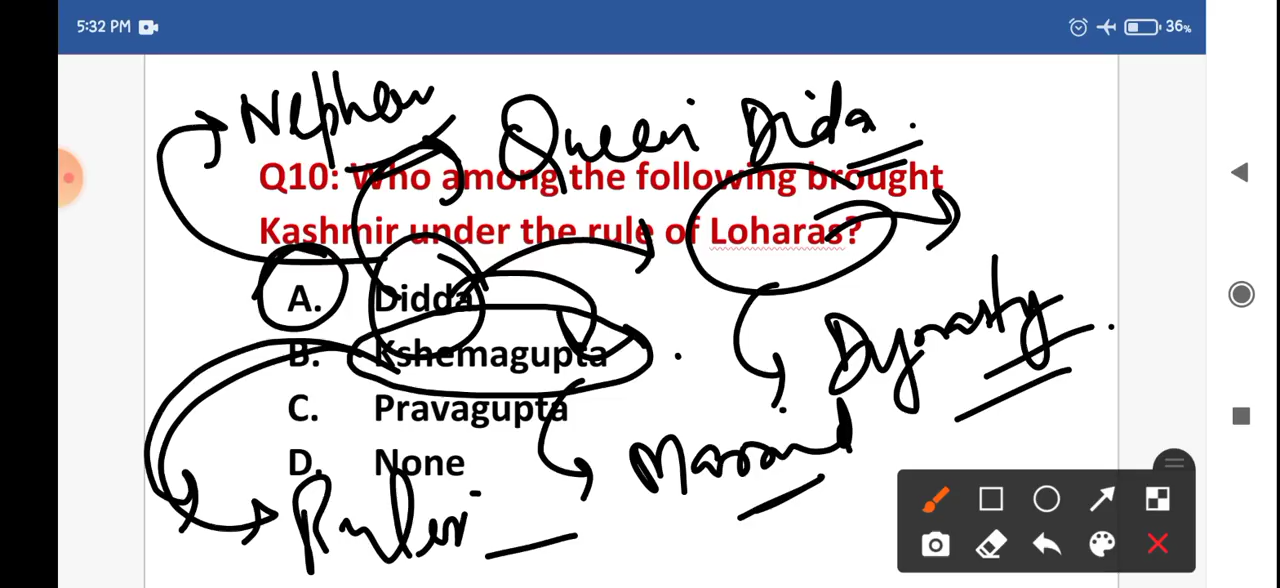 5:32 PM 36%
Nephew Queen Dida.
Q10: Who among the following brought
Kashmir under the rule of Loharas?
A. Didda
B. Kshemagupta
Dynasty.
C. Pravagupta
Married
D. None
Ruler